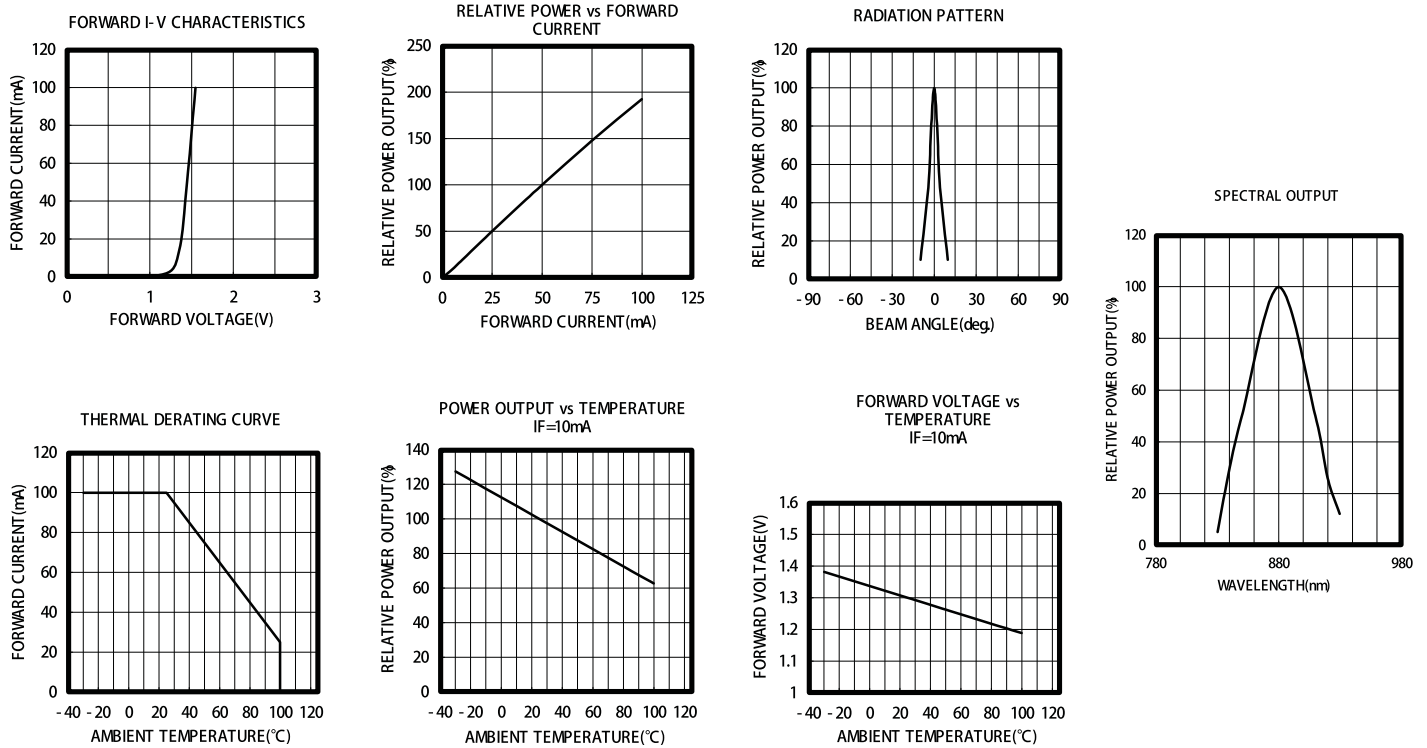 FORWARD I-V CHARACTERISTICS
FORWARD CURRENT(mA)
120
100
80
60
40
20
0
0 1 2 3
FORWARD VOLTAGE(V)
RELATIVE POWER vs FORWARD
CURRENT
RELATIVE POWER OUTPUT(%)
250
200
150
100
50
0
0 25 50 75 100 125
FORWARD CURRENT(mA)
RADIATION PATTERN
RELATIVE POWER OUTPUT(%)
120
100
80
60
40
20
0
-90 -60 -30 0 30 60 90
BEAM ANGLE(deg.)
SPECTRAL OUTPUT
RELATIVE POWER OUTPUT(%)
120
100
80
60
40
20
0
780 880 980
WAVELENGTH(nm)
THERMAL DERATING CURVE
FORWARD CURRENT(mA)
120
100
80
60
40
20
0
-40 -20 0 20 40 60 80 100 120
AMBIENT TEMPERATURE(°C)
POWER OUTPUT vs TEMPERATURE
IF=10mA
RELATIVE POWER OUTPUT(%)
140
120
100
80
60
40
20
0
-40 -20 0 20 40 60 80 100 120
AMBIENT TEMPERATURE(°C)
FORWARD VOLTAGE vs
TEMPERATURE
IF=10mA
FORWARD VOLTAGE(V)
1.6
1.5
1.4
1.3
1.2
1.1
1
-40 -20 0 20 40 60 80 100 120
AMBIENT TEMPERATURE(°C)